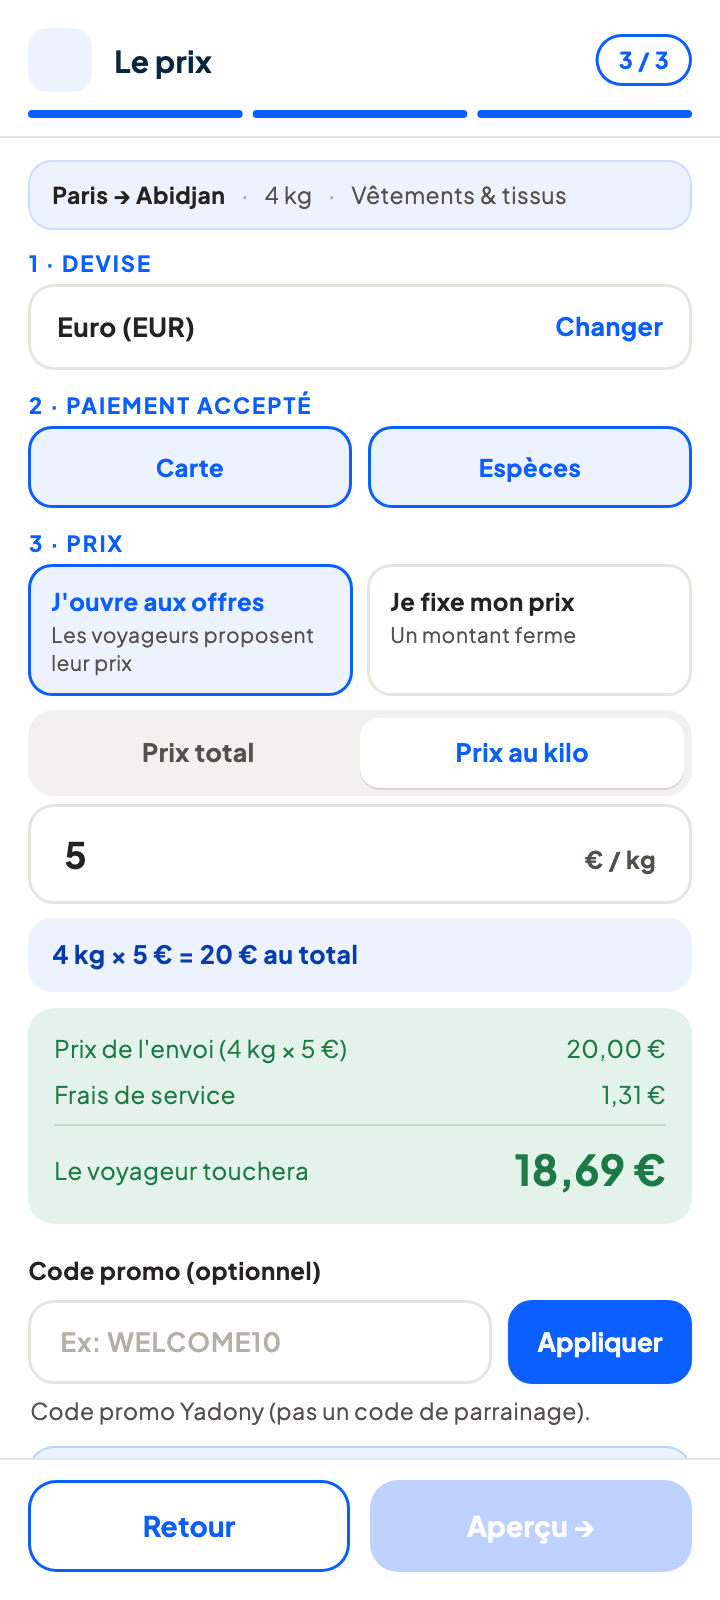 Le prix
3 / 3
Paris → Abidjan · 4 kg · Vêtements & tissus
1 · DEVISE
Euro (EUR)
Changer
2 · PAIEMENT ACCEPTÉ
Carte
Espèces
3 · PRIX
J'ouvre aux offres
Les voyageurs proposent
leur prix
Je fixe mon prix
Un montant ferme
Prix total
Prix au kilo
5
€ / kg
4 kg × 5 € = 20 € au total
Prix de l'envoi (4 kg × 5 €)
20,00 €
Frais de service
1,31 €
Le voyageur touchera
18,69 €
Code promo (optionnel)
Ex: WELCOME10
Appliquer
Code promo Yadony (pas un code de parrainage).
Retour
Aperçu →